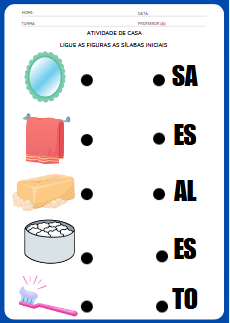 NOME: DATA
TURMA: PROFESSOR (A):
ATIVIDADE DE CASA
LIGUE AS FIGURAS AS SÍLABAS INICIAIS
SA
ES
AL
ES
TO